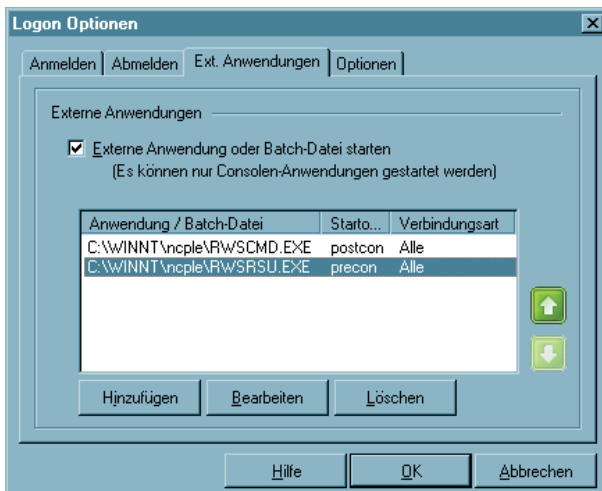 Logon Optionen
Anmelden Abmelden Ext. Anwendungen Optionen
Externe Anwendungen
Externe Anwendung oder Batch-Datei starten
(Es können nur Consolen-Anwendungen gestartet werden)
Anwendung / Batch-Datei Starto... Verbindungsart
C:\WINNT\ncple\RWSCMD.EXE postcon Alle
C:\WINNT\ncple\RWSRSU.EXE precon Alle
Hinzufügen Bearbeiten Löschen
Hilfe OK Abbrechen